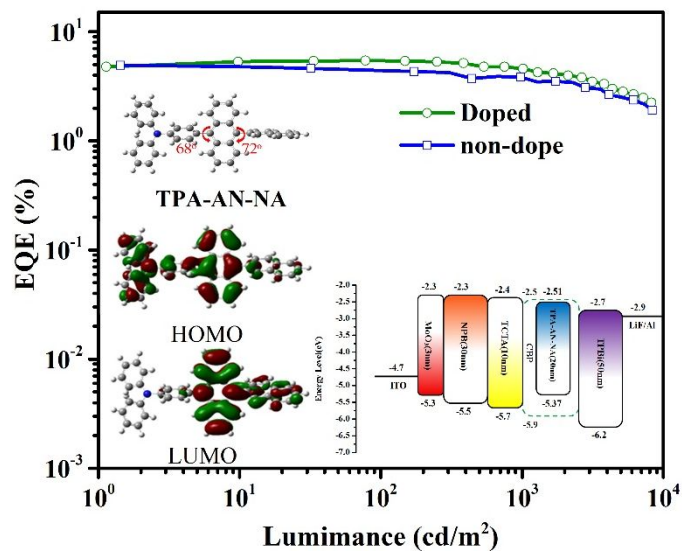 EQE (%)
10¹
10⁰
10⁻¹
10⁻²
10⁻³
10⁰
10¹
10²
10³
10⁴
Lumimance (cd/m²)
Doped
non-dope
68°
72°
TPA-AN-NA
HOMO
LUMO
Energy Level(eV)
-2.0
-2.5
-3.0
-3.5
-4.0
-4.5
-5.0
-5.5
-6.0
-6.5
-7.0
-4.7
ITO
-2.3
MoO₃(3nm)
-5.3
-2.3
NPB(30nm)
-5.5
-2.4
TCTA(10nm)
-5.7
-2.5
CBP
-5.9
-2.51
TPA-AN-NA(20nm)
-5.37
-2.7
TPBi(50nm)
-6.2
-2.9
LiF/Al